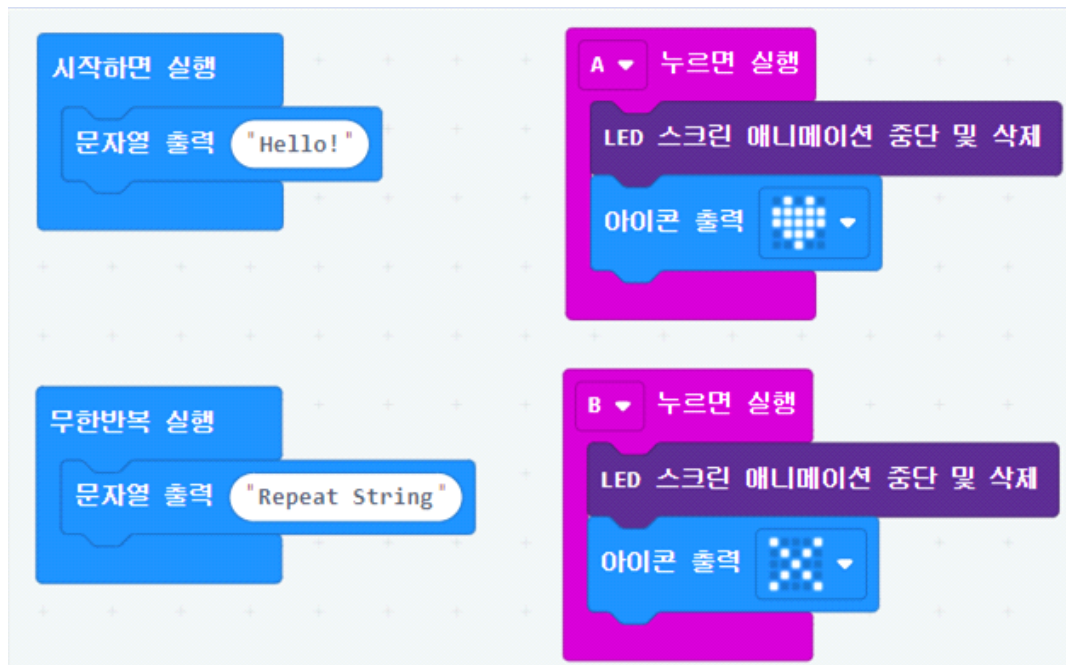 시작하면 실행
문자열 출력 "Hello!"
무한반복 실행
문자열 출력 "Repeat String"
A 누르면 실행
LED 스크린 애니메이션 중단 및 삭제
아이콘 출력
B 누르면 실행
LED 스크린 애니메이션 중단 및 삭제
아이콘 출력